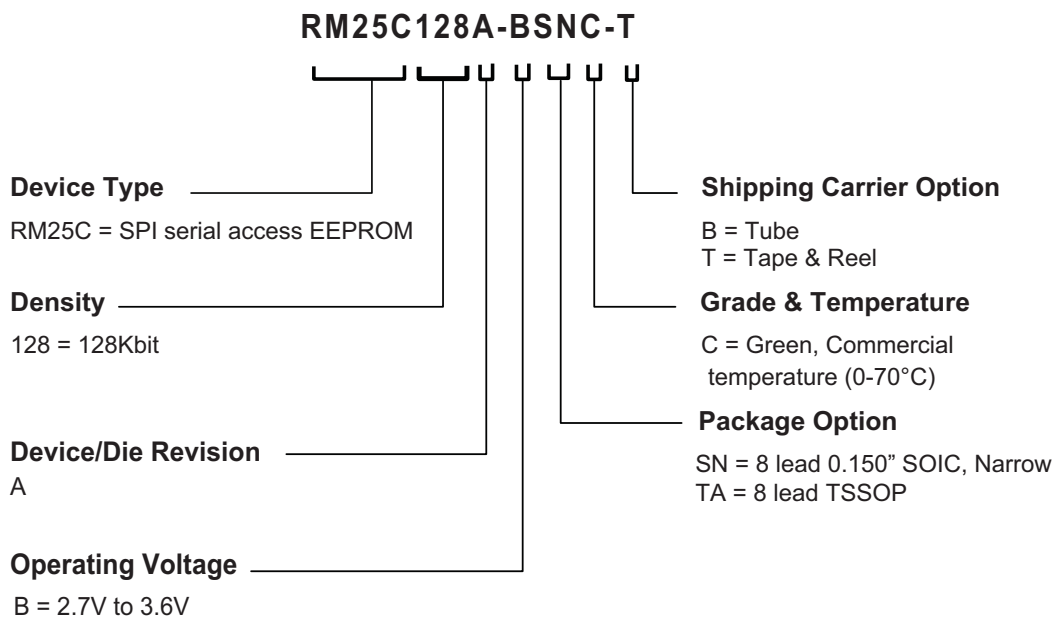 RM25C128A-BSNC-T
Device Type
RM25C = SPI serial access EEPROM
Density
128 = 128Kbit
Device/Die Revision
A
Operating Voltage
B = 2.7V to 3.6V
Shipping Carrier Option
B = Tube
T = Tape & Reel
Grade & Temperature
C = Green, Commercial
temperature (0-70°C)
Package Option
SN = 8 lead 0.150” SOIC, Narrow
TA = 8 lead TSSOP